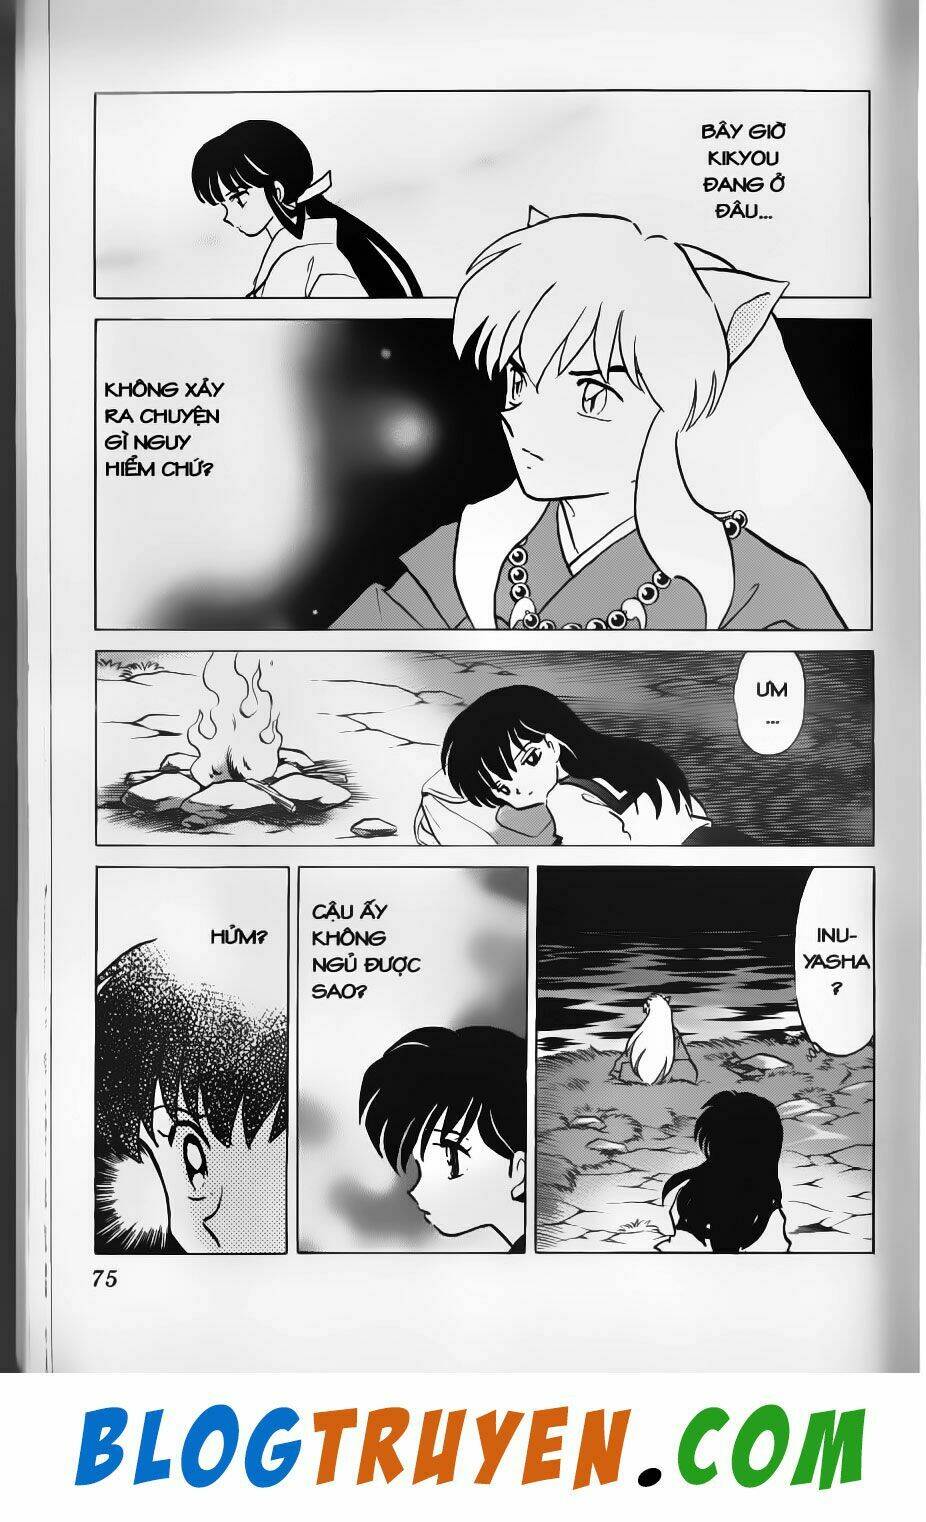 BÂY GIỜ
KIKYOU
ĐANG Ở
ĐÂU...
KHÔNG XẢY
RA CHUYỆN
GÌ NGUY
HIỂM CHỨ?
ƯM
...
INU-
YASHA
?
CẬU ẤY
KHÔNG
NGỦ ĐƯỢC
SAO?
HỬM?
75
BLOGTRUYEN.COM